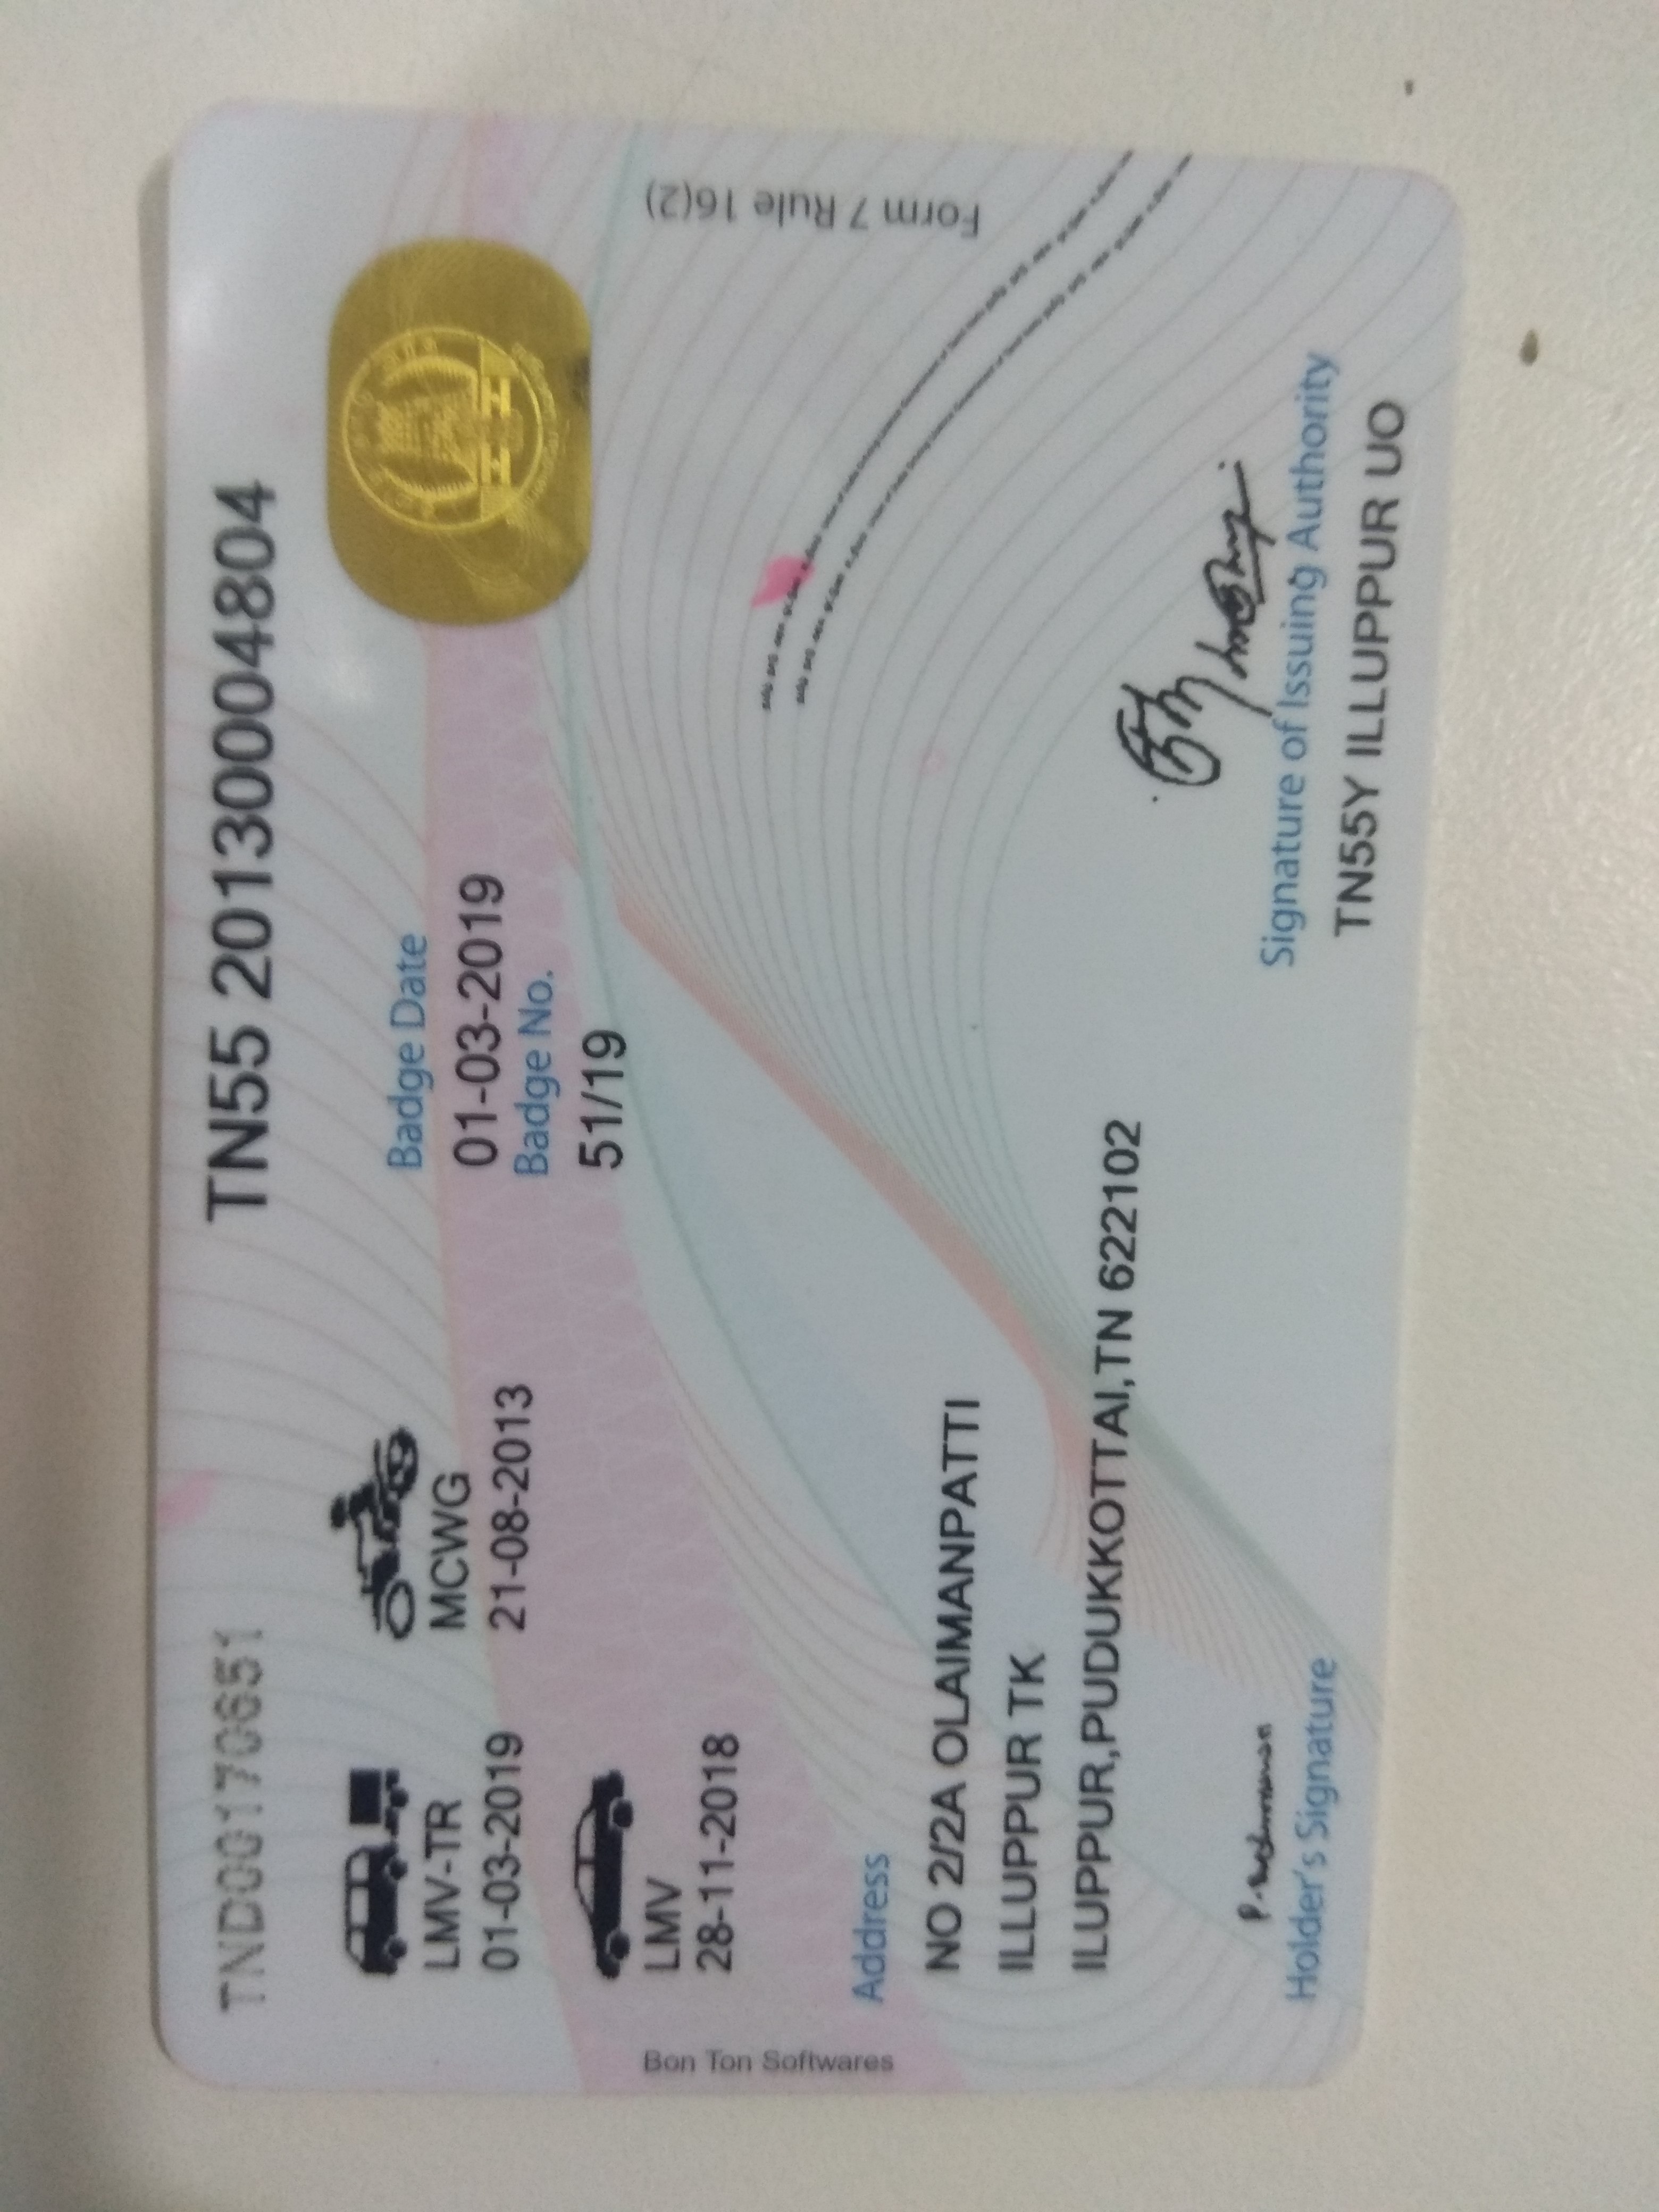 TND001170651
TN55 20130004804
LMV-TR
01-03-2019
MCWG
21-08-2013
Badge Date
01-03-2019
Badge No.
51/19
LMV
28-11-2018
Address
NO 2/2A OLAIMANPATTI
ILLUPPUR TK
ILUPPUR,PUDUKKOTTAI,TN 622102
Holder's Signature
Signature of Issuing Authority
TN55Y ILLUPPUR UO
Form 7 Rule 16(2)
Bon Ton Softwares